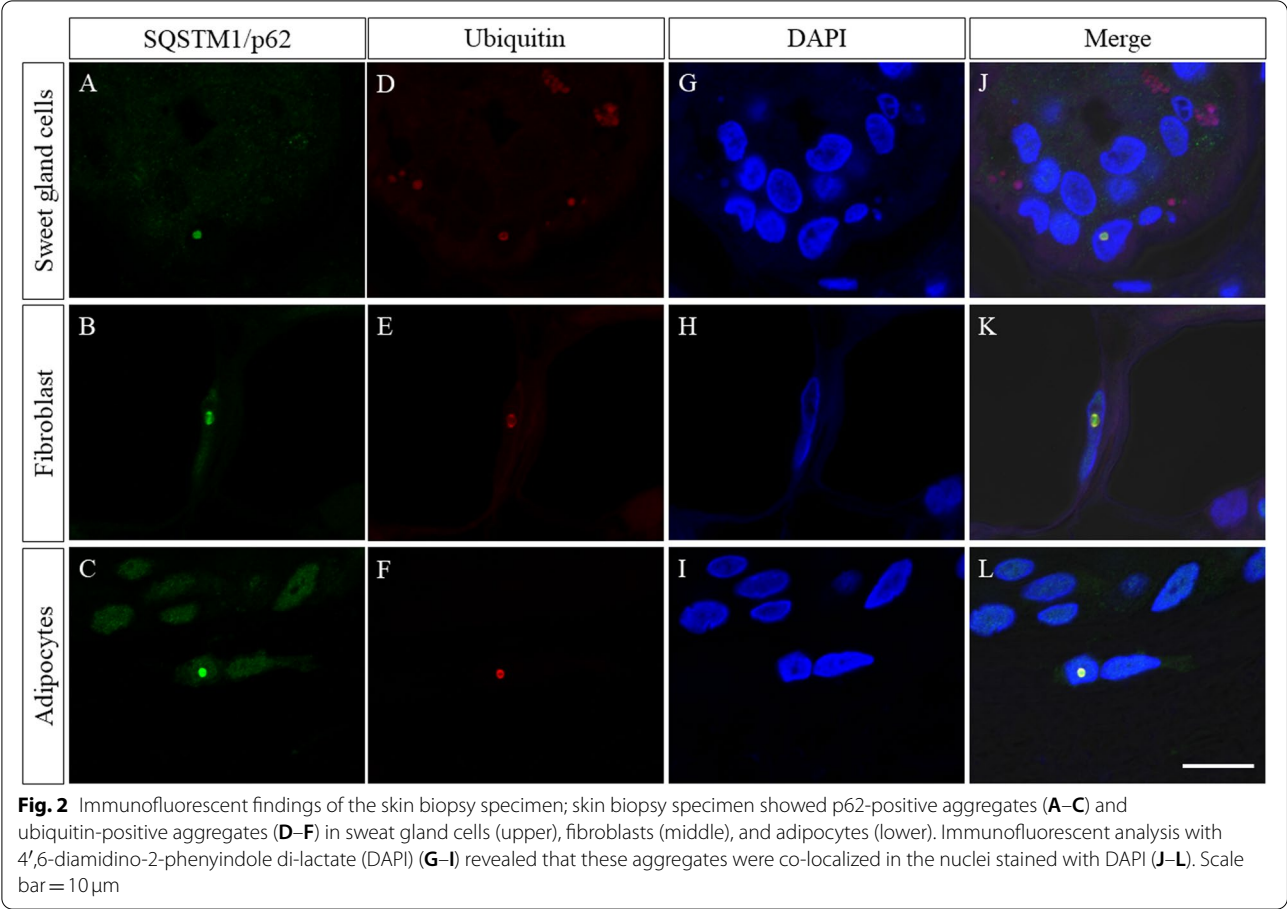 SQSTM1/p62 Ubiquitin DAPI Merge
Sweet gland cells
A D G J
Fibroblast
B E H K
Adipocytes
C F I L
Fig. 2 Immunofluorescent findings of the skin biopsy specimen; skin biopsy specimen showed p62-positive aggregates (A–C) and
ubiquitin-positive aggregates (D–F) in sweat gland cells (upper), fibroblasts (middle), and adipocytes (lower). Immunofluorescent analysis with
4′,6-diamidino-2-phenyindole di-lactate (DAPI) (G–I) revealed that these aggregates were co-localized in the nuclei stained with DAPI (J–L). Scale
bar = 10 μm